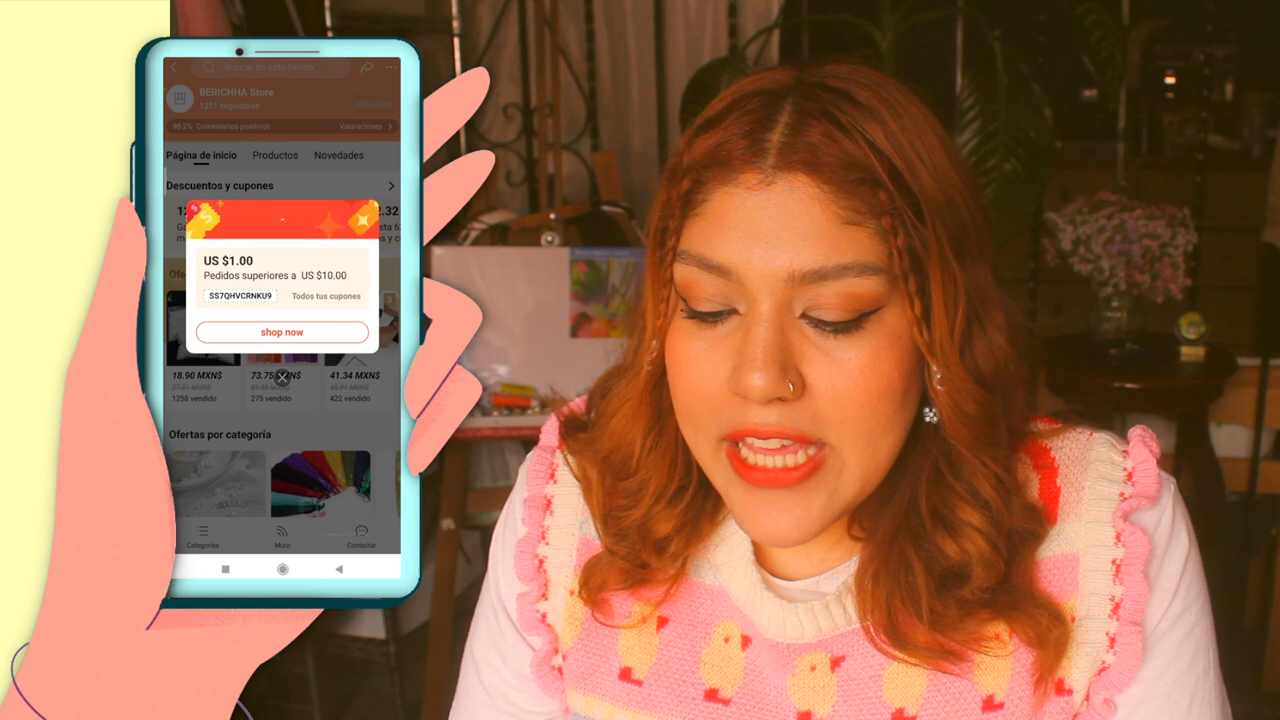 Buscar en esta tienda
BERICHHA Store
1351 seguidores
98.2% Comentarios positivos Valoraciones
Página de inicio Productos Novedades
Descuentos y cupones
US $1.00
Pedidos superiores a US $10.00
SS7QHVCRNKU9 Todos tus cupones
shop now
18.90 MXN$ 73.75 MXN$ 41.34 MXN$
1258 vendido 275 vendido 422 vendido
Ofertas por categoría
Categorías Muro Contactar